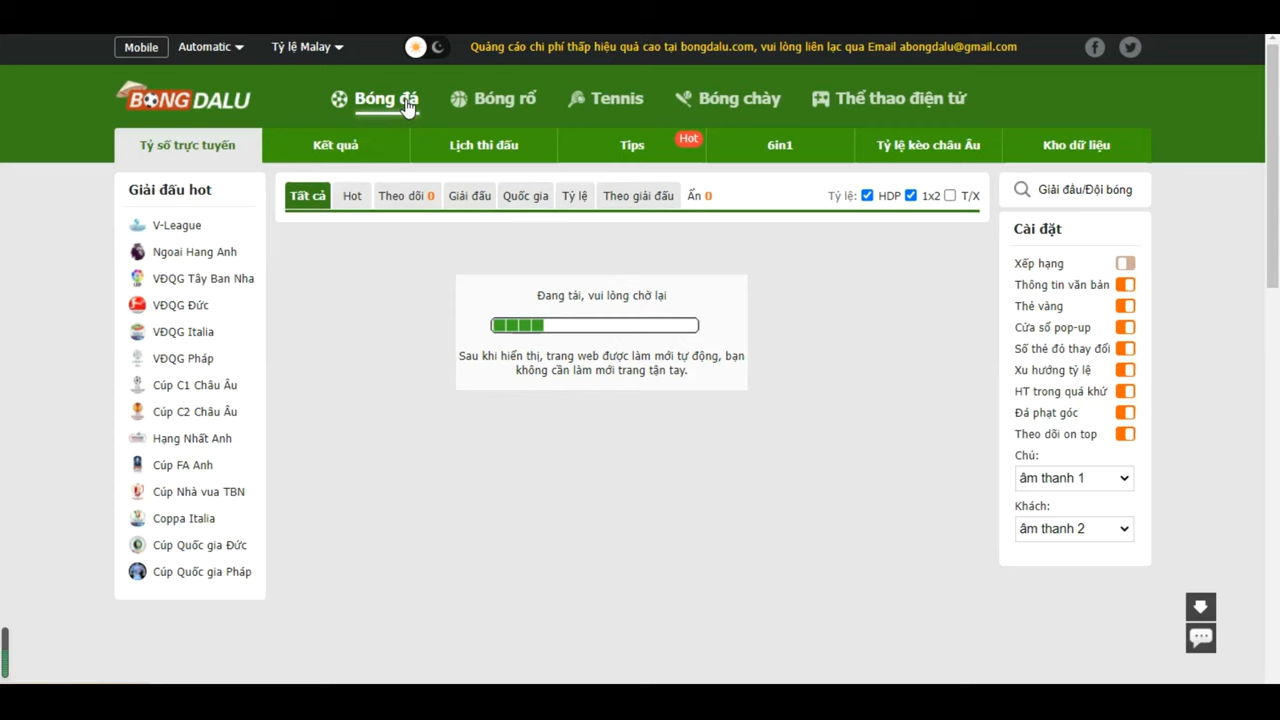 Mobile Automatic Tỷ lệ Malay Quảng cáo chi phí thấp hiệu quả cao tại bongdalu.com, vui lòng liên lạc qua Email abongdalu@gmail.com
BONG DALU Bóng đá Bóng rổ Tennis Bóng chày Thể thao điện tử
Tỷ số trực tuyến Kết quả Lịch thi đấu Tips Hot 6in1 Tỷ lệ kèo châu Âu Kho dữ liệu
Giải đấu hot
V-League
Ngoai Hang Anh
VĐQG Tây Ban Nha
VĐQG Đức
VĐQG Italia
VĐQG Pháp
Cúp C1 Châu Âu
Cúp C2 Châu Âu
Hạng Nhất Anh
Cúp FA Anh
Cúp Nhà vua TBN
Coppa Italia
Cúp Quốc gia Đức
Cúp Quốc gia Pháp
Tất cả Hot Theo dõi 0 Giải đấu Quốc gia Tỷ lệ Theo giải đấu Ẩn 0 Tỷ lệ: HDP 1x2 T/X
Đang tải, vui lòng chờ lại
Sau khi hiển thị, trang web được làm mới tự động, bạn
không cần làm mới trang tận tay.
Giải đấu/Đội bóng
Cài đặt
Xếp hạng
Thông tin văn bản
Thẻ vàng
Cửa sổ pop-up
Số thẻ đỏ thay đổi
Xu hướng tỷ lệ
HT trong quá khứ
Đá phạt góc
Theo dõi on top
Chủ:
âm thanh 1
Khách:
âm thanh 2